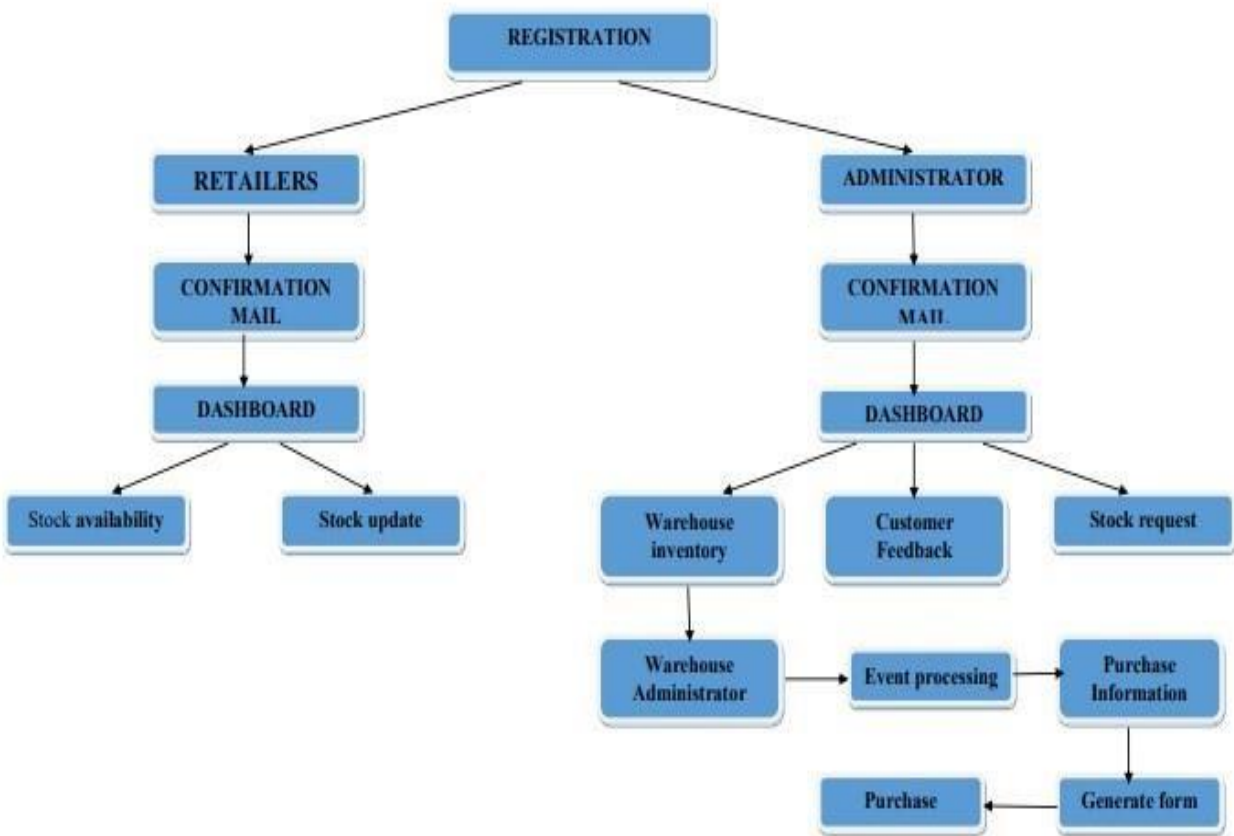 REGISTRATION
RETAILERS
ADMINISTRATOR
CONFIRMATION
MAIL
CONFIRMATION
MAIL
DASHBOARD
DASHBOARD
Stock availability
Stock update
Warehouse
inventory
Customer
Feedback
Stock request
Warehouse
Administrator
Event processing
Purchase
Information
Purchase
Generate form